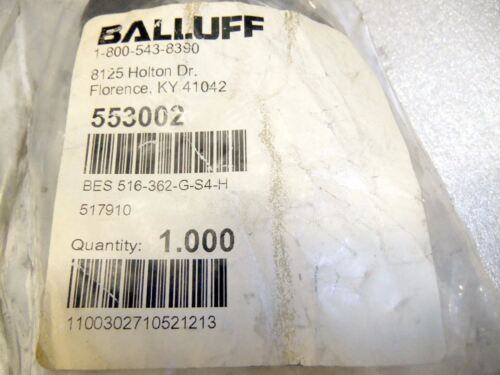 BALLUFF
1-800-543-8390
8125 Holton Dr.
Florence, KY 41042
553002
BES 516-362-G-S4-H
517910
Quantity: 1.000
1100302710521213